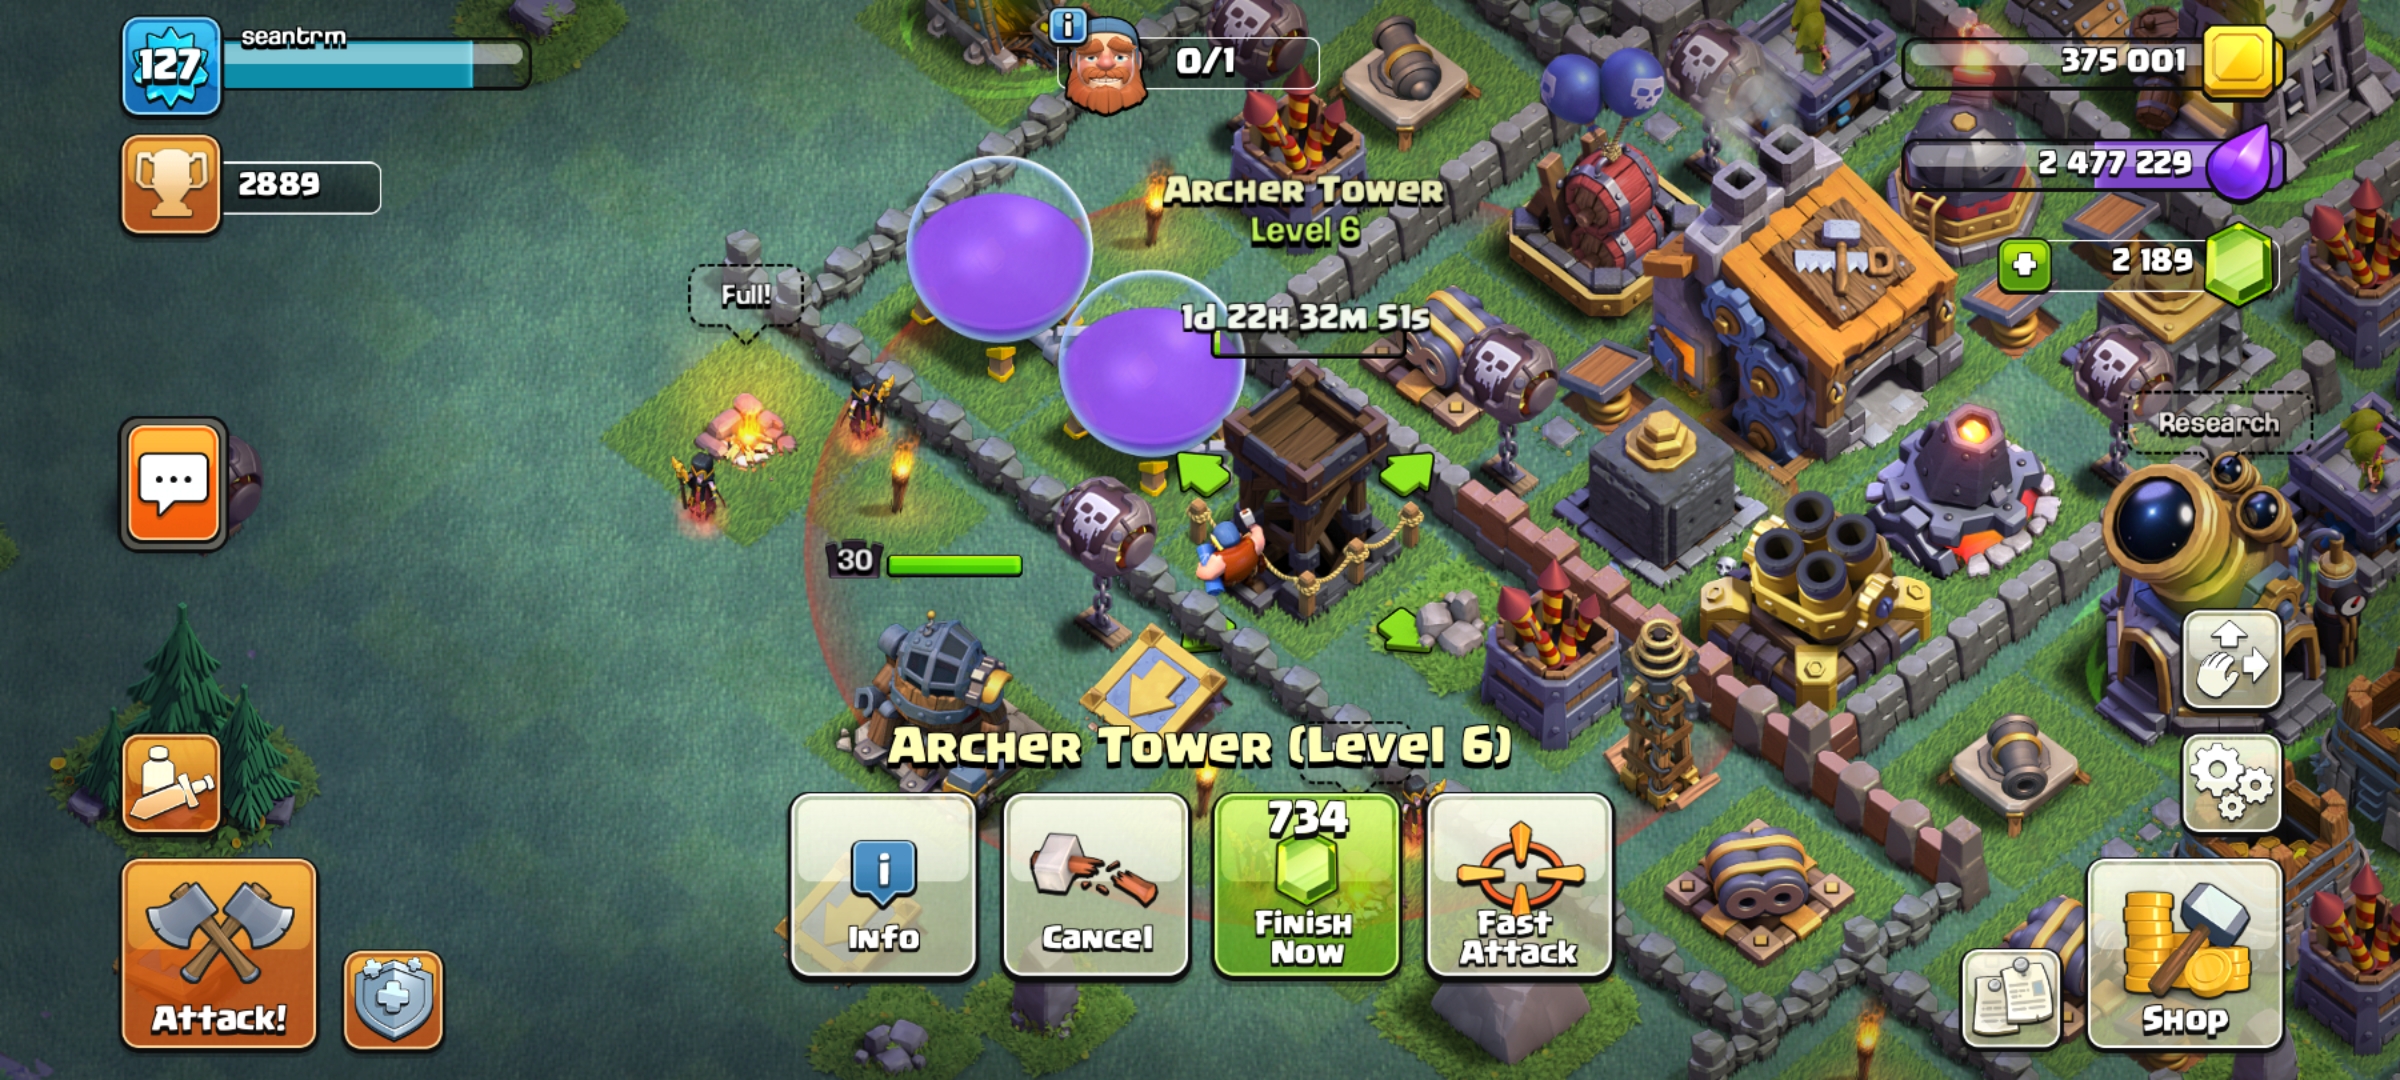 127
seantrm
0/1
375 001
2889
2 477 229
Archer Tower
Level 6
2 189
Full!
1d 22H 32M 51s
Research
30
Archer Tower (Level 6)
Info
Cancel
734
Finish
Now
Fast
Attack
Attack!
Shop